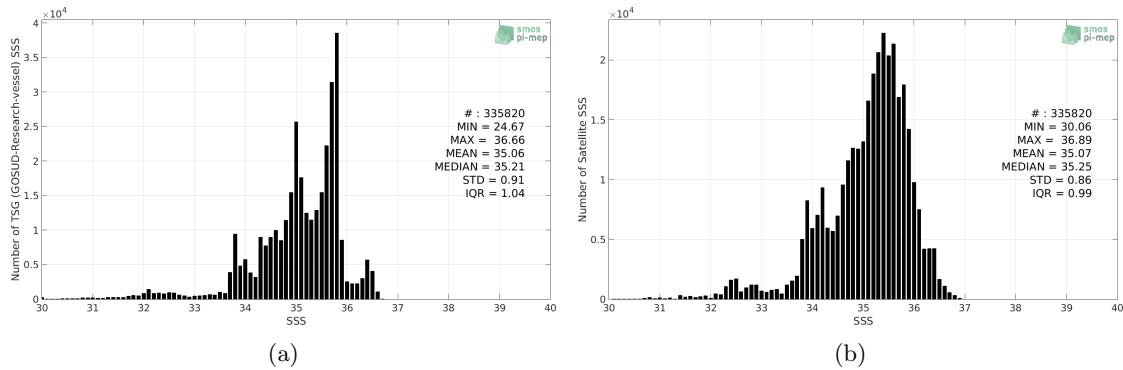 ×10⁴
smos
pi-mep
Number of TSG (GOSUD-Research-vessel) SSS
4
3.5
3
2.5
2
1.5
1
0.5
0
# : 335820
MIN = 24.67
MAX = 36.66
MEAN = 35.06
MEDIAN = 35.21
STD = 0.91
IQR = 1.04
30 31 32 33 34 35 36 37 38 39 40
SSS
(a)
×10⁴
smos
pi-mep
Number of Satellite SSS
2
1.5
1
0.5
0
# : 335820
MIN = 30.06
MAX = 36.89
MEAN = 35.07
MEDIAN = 35.25
STD = 0.86
IQR = 0.99
30 31 32 33 34 35 36 37 38 39 40
SSS
(b)